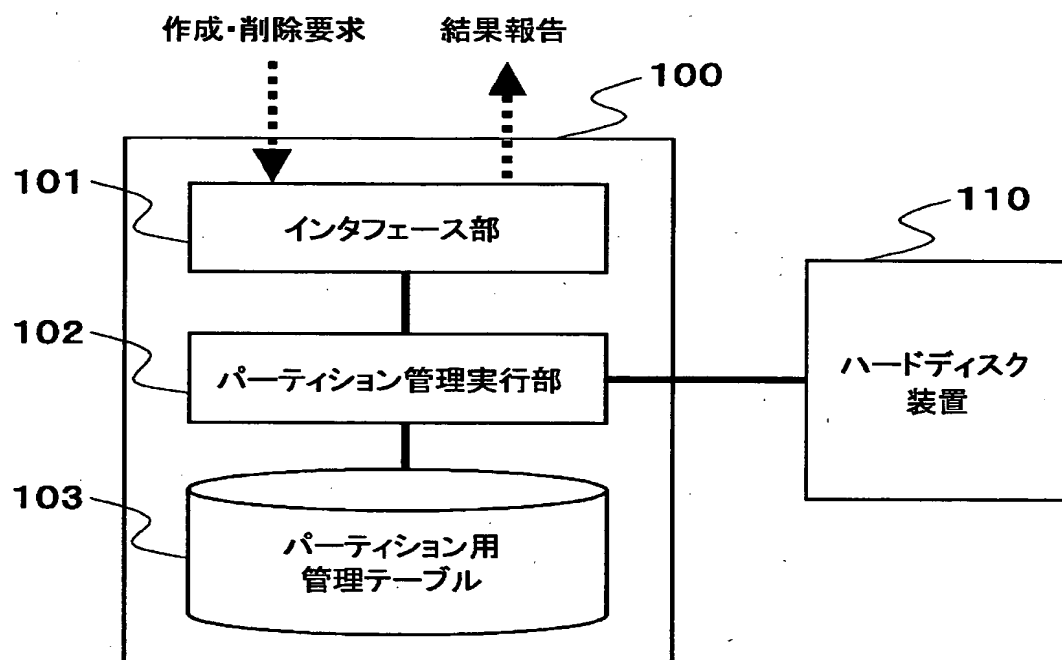 作成・削除要求
結果報告
100
101
インタフェース部
110
102
パーティション管理実行部
ハードディスク
装置
103
パーティション用
管理テーブル